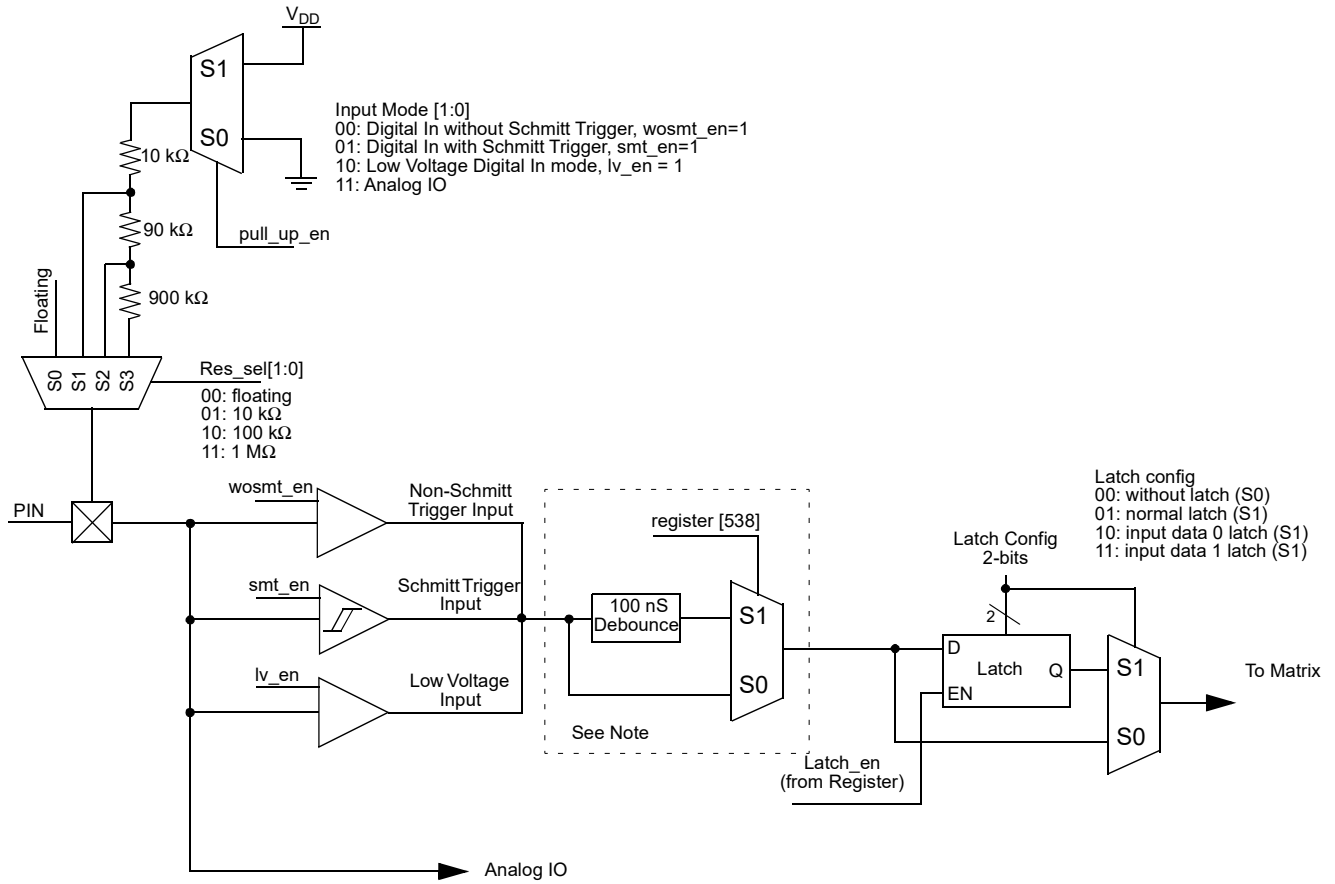 VDD
S1
S0
Input Mode [1:0]
00: Digital In without Schmitt Trigger, wosmt_en=1
01: Digital In with Schmitt Trigger, smt_en=1
10: Low Voltage Digital In mode, lv_en = 1
11: Analog IO
10 kΩ
90 kΩ
pull_up_en
900 kΩ
Floating
S0
S1
S2
S3
Res_sel[1:0]
00: floating
01: 10 kΩ
10: 100 kΩ
11: 1 MΩ
PIN
wosmt_en
Non-Schmitt
Trigger Input
smt_en
Schmitt Trigger
Input
lv_en
Low Voltage
Input
register [538]
100 nS
Debounce
S1
S0
See Note
Latch config
00: without latch (S0)
01: normal latch (S1)
10: input data 0 latch (S1)
11: input data 1 latch (S1)
Latch Config
2-bits
2
D
Latch
Q
EN
S1
S0
To Matrix
Latch_en
(from Register)
Analog IO